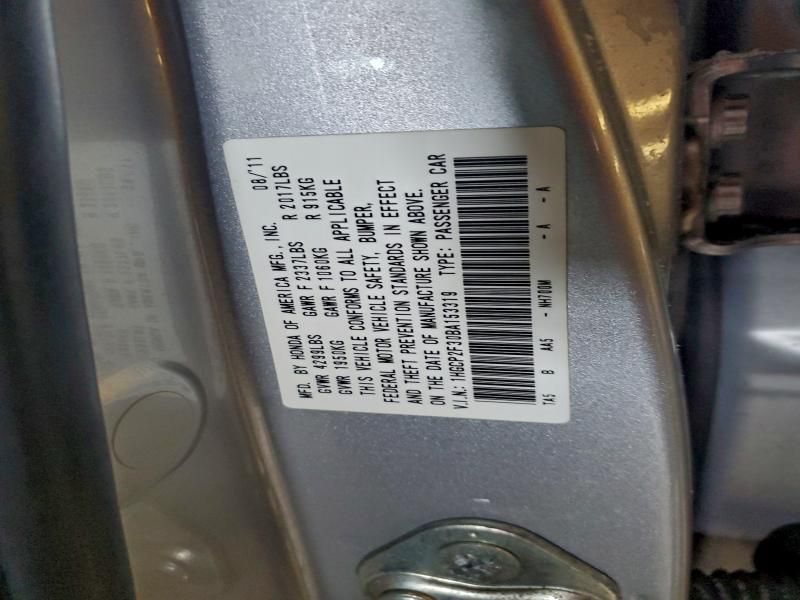 MFD. BY HONDA OF AMERICA MFG., INC. 08/'11
GVWR 4299LBS GAWR F 2337LBS R 2017LBS
GVWR 1950KG GAWR F 1060KG R 915KG
THIS VEHICLE CONFORMS TO ALL APPLICABLE
FEDERAL MOTOR VEHICLE SAFETY, BUMPER,
AND THEFT PREVENTION STANDARDS IN EFFECT
ON THE DATE OF MANUFACTURE SHOWN ABOVE.
V.I.N: 1HGCP2F30BA153319 TYPE: PASSENGER CAR
TA5 B AA5 - NH700M - A - A